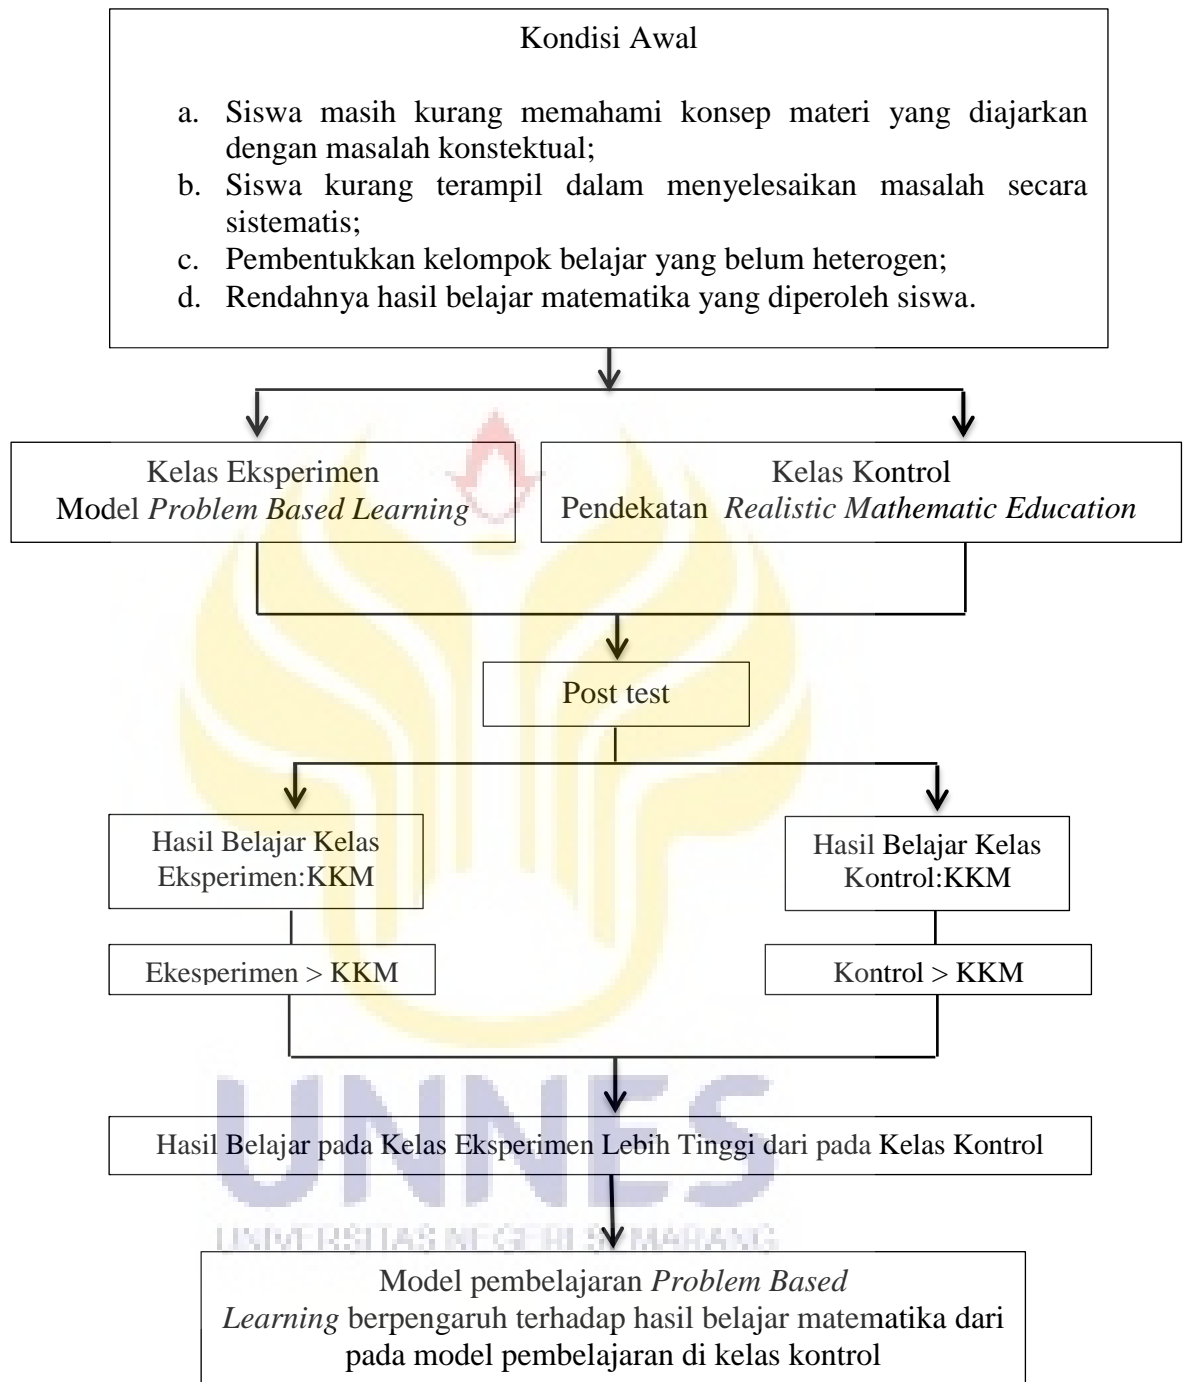 Kondisi Awal
a. Siswa masih kurang memahami konsep materi yang diajarkan
dengan masalah konstektual;
b. Siswa kurang terampil dalam menyelesaikan masalah secara
sistematis;
c. Pembentukkan kelompok belajar yang belum heterogen;
d. Rendahnya hasil belajar matematika yang diperoleh siswa.
Kelas Eksperimen
Model Problem Based Learning
Kelas Kontrol
Pendekatan Realistic Mathematic Education
Post test
Hasil Belajar Kelas
Eksperimen:KKM
Hasil Belajar Kelas
Kontrol:KKM
Ekesperimen > KKM
Kontrol > KKM
UNNES
Hasil Belajar pada Kelas Eksperimen Lebih Tinggi dari pada Kelas Kontrol
UNIVERSITAS NEGERI SEMARANG
Model pembelajaran Problem Based
Learning berpengaruh terhadap hasil belajar matematika dari
pada model pembelajaran di kelas kontrol